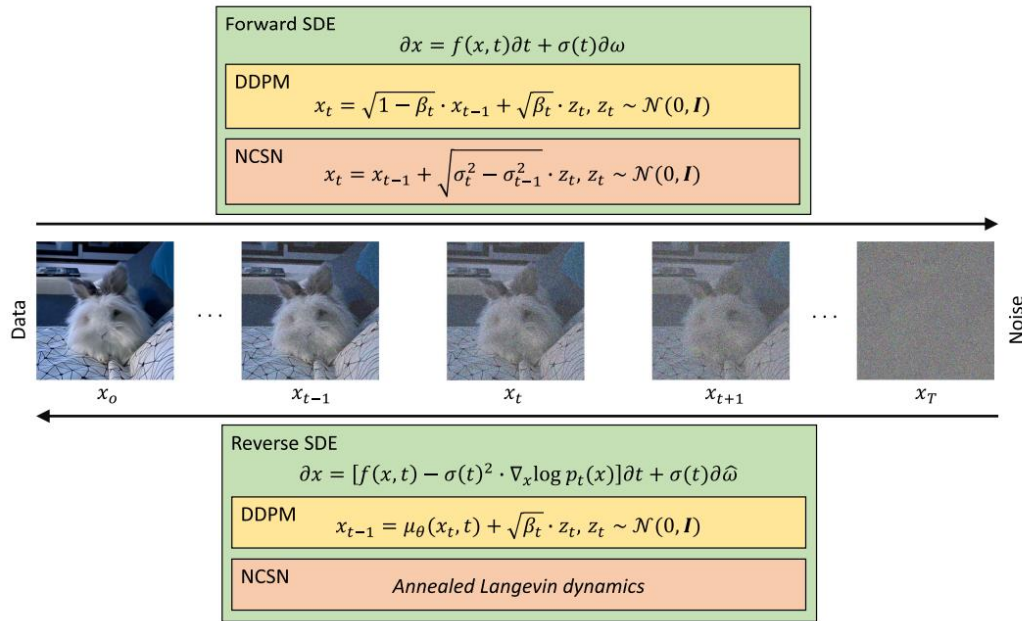 Forward SDE
∂x = f(x, t)∂t + σ(t)∂ω
DDPM
x_t = √(1 − β_t) · x_{t−1} + √(β_t) · z_t, z_t ~ 𝒩(0, I)
NCSN
x_t = x_{t−1} + √(σ_t^2 − σ_{t−1}^2) · z_t, z_t ~ 𝒩(0, I)
Data
. . .
. . .
Noise
x_o
x_{t−1}
x_t
x_{t+1}
x_T
Reverse SDE
∂x = [f(x, t) − σ(t)^2 · ∇_x log p_t(x)]∂t + σ(t)∂ω̂
DDPM
x_{t−1} = μ_θ(x_t, t) + √(β_t) · z_t, z_t ~ 𝒩(0, I)
NCSN
Annealed Langevin dynamics